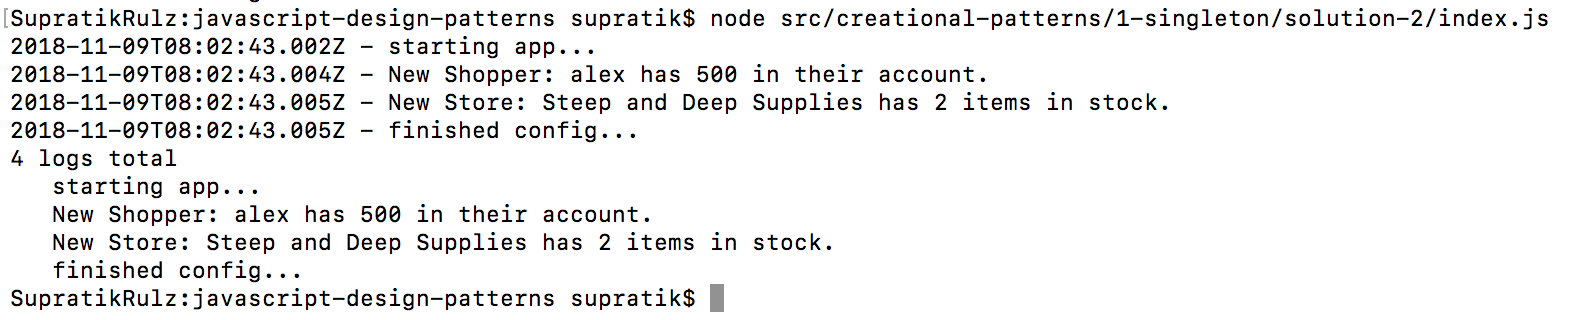 [SupratikRulz:javascript-design-patterns supratik$ node src/creational-patterns/1-singleton/solution-2/index.js
2018-11-09T08:02:43.002Z - starting app...
2018-11-09T08:02:43.004Z - New Shopper: alex has 500 in their account.
2018-11-09T08:02:43.005Z - New Store: Steep and Deep Supplies has 2 items in stock.
2018-11-09T08:02:43.005Z - finished config...
4 logs total
   starting app...
   New Shopper: alex has 500 in their account.
   New Store: Steep and Deep Supplies has 2 items in stock.
   finished config...
SupratikRulz:javascript-design-patterns supratik$